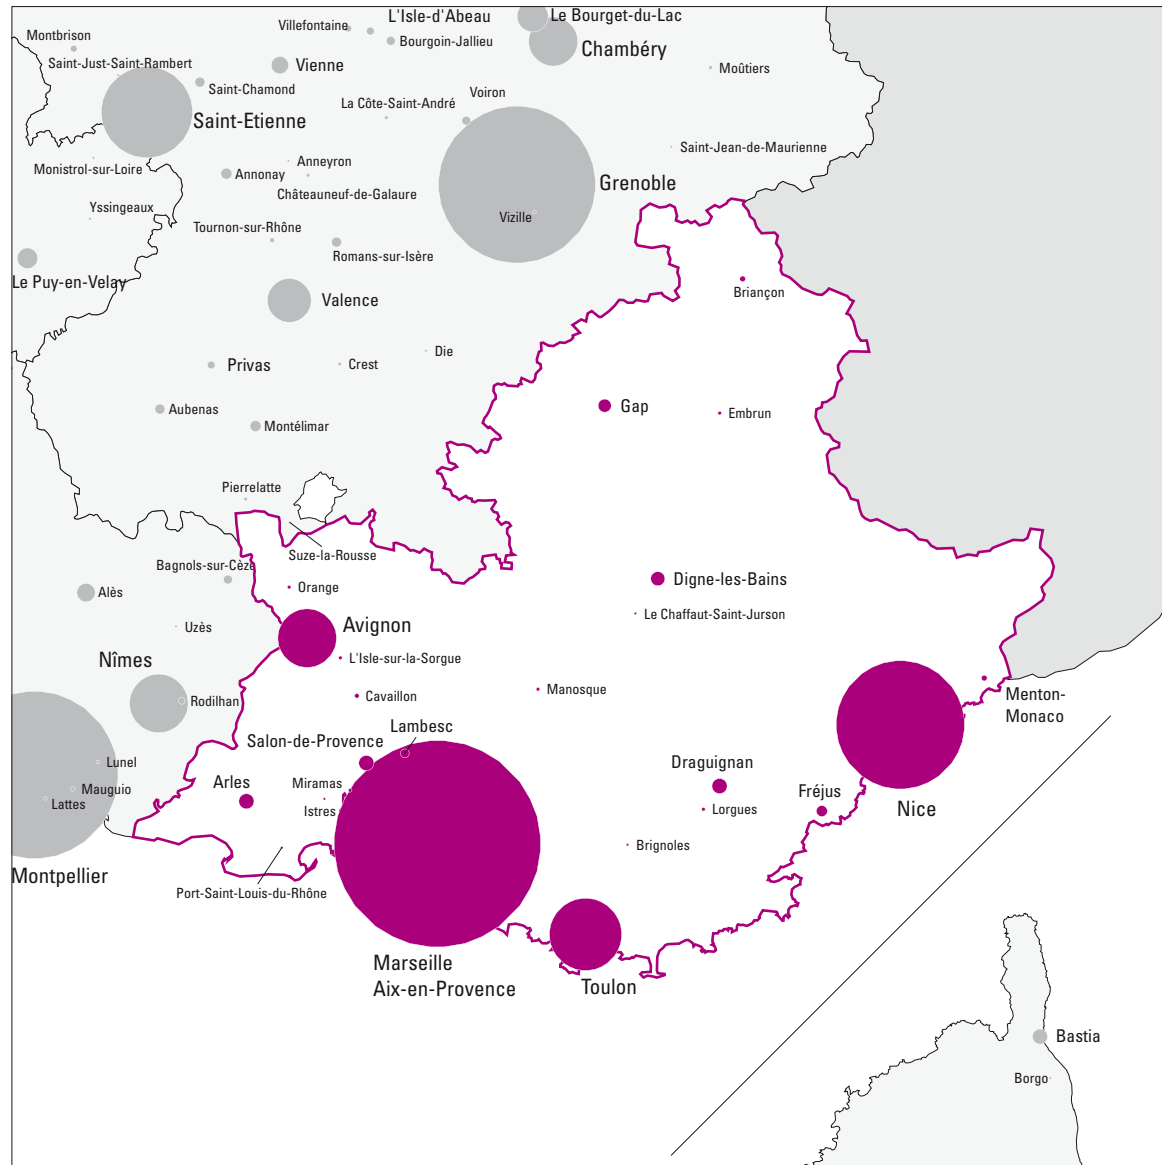 L'Isle-d'Abeau
Le Bourget-du-Lac
Villefontaine
Montbrison
Bourgoin-Jallieu
Chambéry
Saint-Just-Saint-Rambert
Vienne
Moûtiers
Saint-Chamond
Voiron
La Côte-Saint-André
Saint-Etienne
Saint-Jean-de-Maurienne
Monistrol-sur-Loire
Anneyron
Annonay
Grenoble
Châteauneuf-de-Galaure
Yssingeaux
Vizille
Tournon-sur-Rhône
Romans-sur-Isère
Le Puy-en-Velay
Briançon
Valence
Die
Privas
Crest
Aubenas
Gap
Embrun
Montélimar
Pierrelatte
Suze-la-Rousse
Bagnols-sur-Cèze
Digne-les-Bains
Orange
Alès
Le Chaffaut-Saint-Jurson
Avignon
Uzès
L'Isle-sur-la-Sorgue
Nîmes
Manosque
Menton-
Monaco
Cavaillon
Rodilhan
Lambesc
Salon-de-Provence
Lunel
Draguignan
Arles
Miramas
Mauguio
Fréjus
Lattes
Istres
Lorgues
Nice
Brignoles
Montpellier
Port-Saint-Louis-du-Rhône
Marseille
Aix-en-Provence
Toulon
Bastia
Borgo